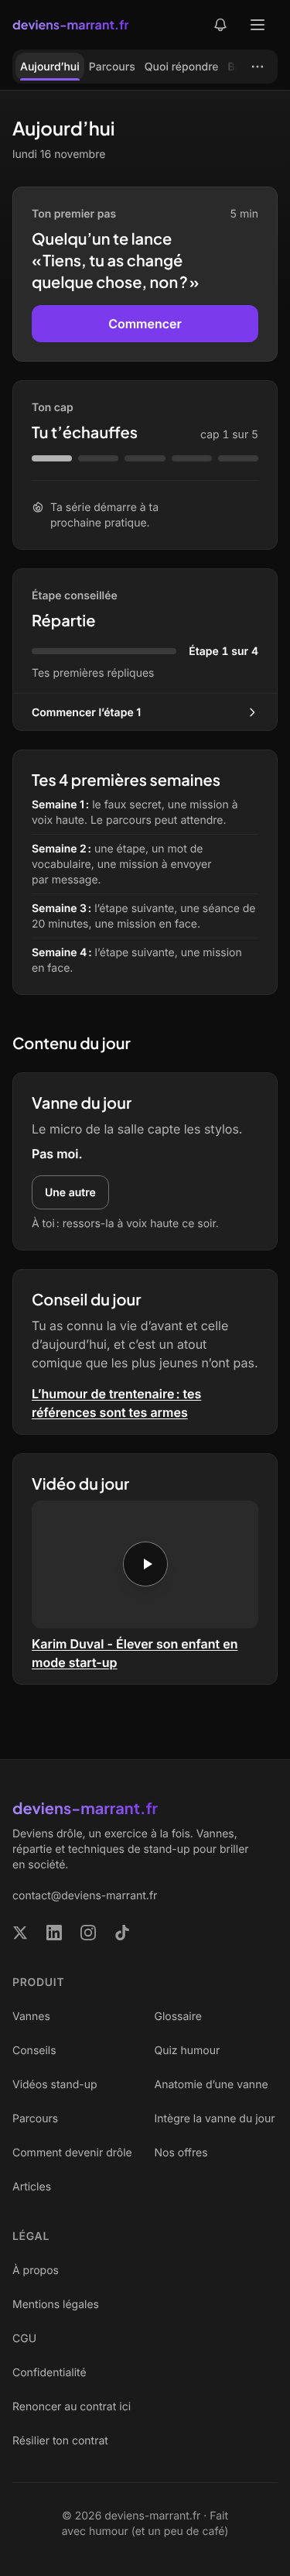 deviens-marrant.fr
Aujourd’hui Parcours Quoi répondre
Aujourd’hui
lundi 16 novembre
Ton premier pas 5 min
Quelqu’un te lance
« Tiens, tu as changé
quelque chose, non ? »
Commencer
Ton cap
Tu t’échauffes cap 1 sur 5
Ta série démarre à ta
prochaine pratique.
Étape conseillée
Répartie
Étape 1 sur 4
Tes premières répliques
Commencer l’étape 1
Tes 4 premières semaines
Semaine 1 : le faux secret, une mission à
voix haute. Le parcours peut attendre.
Semaine 2 : une étape, un mot de
vocabulaire, une mission à envoyer
par message.
Semaine 3 : l’étape suivante, une séance de
20 minutes, une mission en face.
Semaine 4 : l’étape suivante, une mission
en face.
Contenu du jour
Vanne du jour
Le micro de la salle capte les stylos.
Pas moi.
Une autre
À toi : ressors-la à voix haute ce soir.
Conseil du jour
Tu as connu la vie d’avant et celle
d’aujourd’hui, et c’est un atout
comique que les plus jeunes n’ont pas.
L’humour de trentenaire : tes
références sont tes armes
Vidéo du jour
Karim Duval - Élever son enfant en
mode start-up
deviens-marrant.fr
Deviens drôle, un exercice à la fois. Vannes,
répartie et techniques de stand-up pour briller
en société.
contact@deviens-marrant.fr
PRODUIT
Vannes Glossaire
Conseils Quiz humour
Vidéos stand-up Anatomie d’une vanne
Parcours Intègre la vanne du jour
Comment devenir drôle Nos offres
Articles
LÉGAL
À propos
Mentions légales
CGU
Confidentialité
Renoncer au contrat ici
Résilier ton contrat
© 2026 deviens-marrant.fr · Fait
avec humour (et un peu de café)